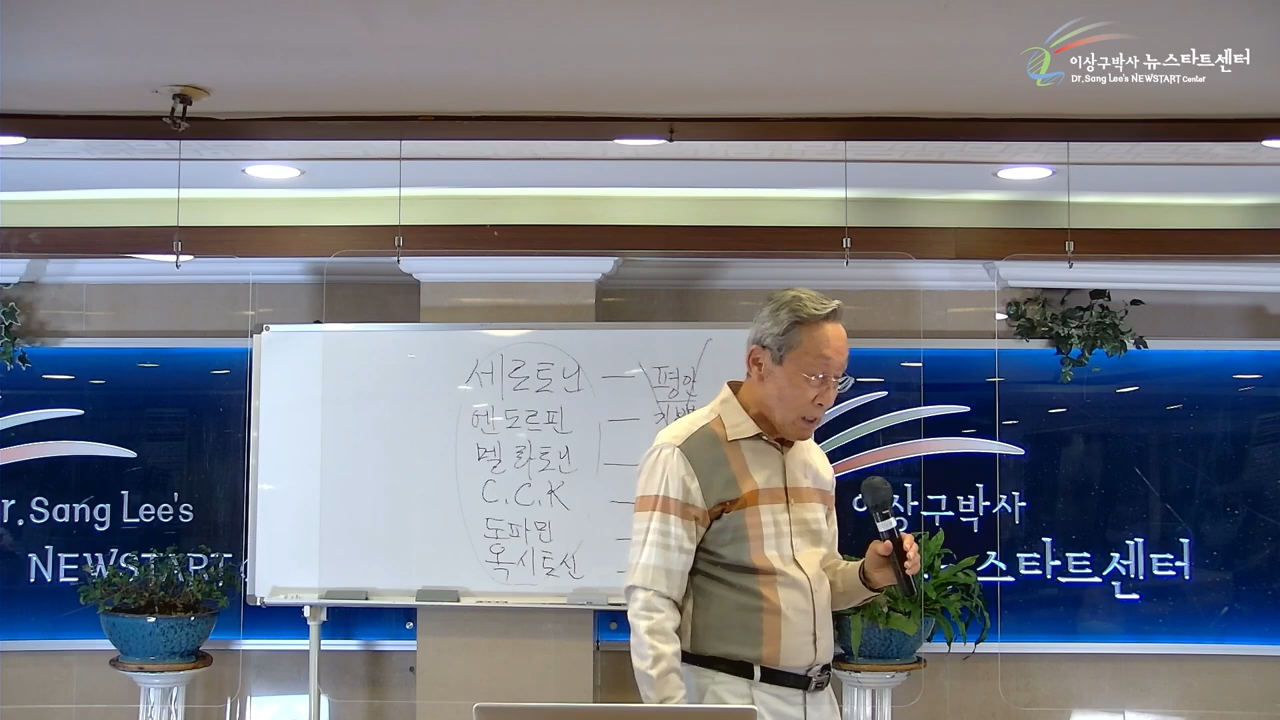 이상구박사 뉴스타트센터
Dr. Sang Lee's NEWSTART Center
세로토닌 — 평안
엔도르핀 —
멜라토닌 —
C.C.K —
도파민 —
옥시토신 —
r. Sang Lee's
NEWSTART
이상구박사
뉴스타트센터